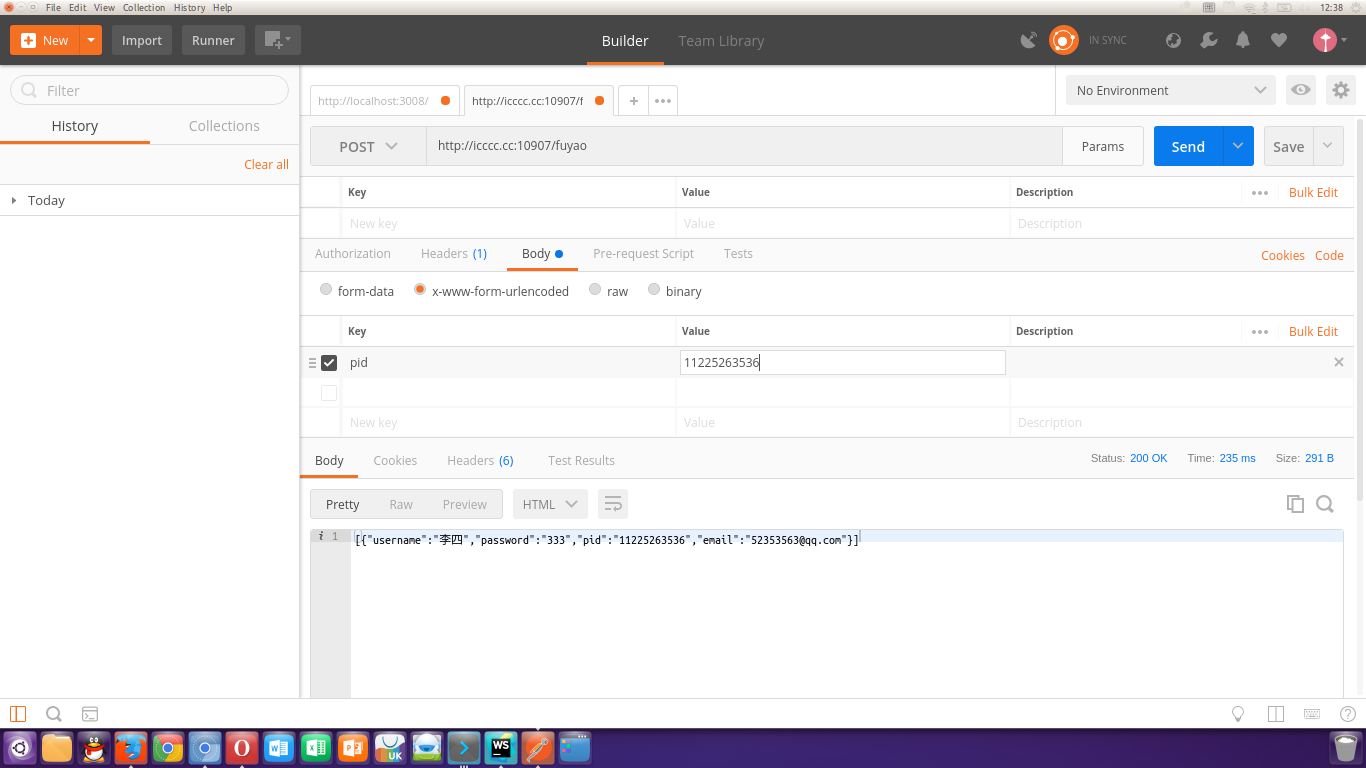 File Edit View Collection History Help 12:38
New Import Runner Builder Team Library IN SYNC
Filter
History Collections
Clear all
Today
http://localhost:3008/ http://icccc.cc:10907/f + No Environment
POST http://icccc.cc:10907/fuyao Params Send Save
Key Value Description Bulk Edit
New key Value Description
Authorization Headers (1) Body Pre-request Script Tests Cookies Code
form-data x-www-form-urlencoded raw binary
Key Value Description Bulk Edit
pid 11225263536
New key Value Description
Body Cookies Headers (6) Test Results Status: 200 OK Time: 235 ms Size: 291 B
Pretty Raw Preview HTML
i 1 [{"username":"李四","password":"333","pid":"11225263536","email":"52353563@qq.com"}]
W S P UK WS